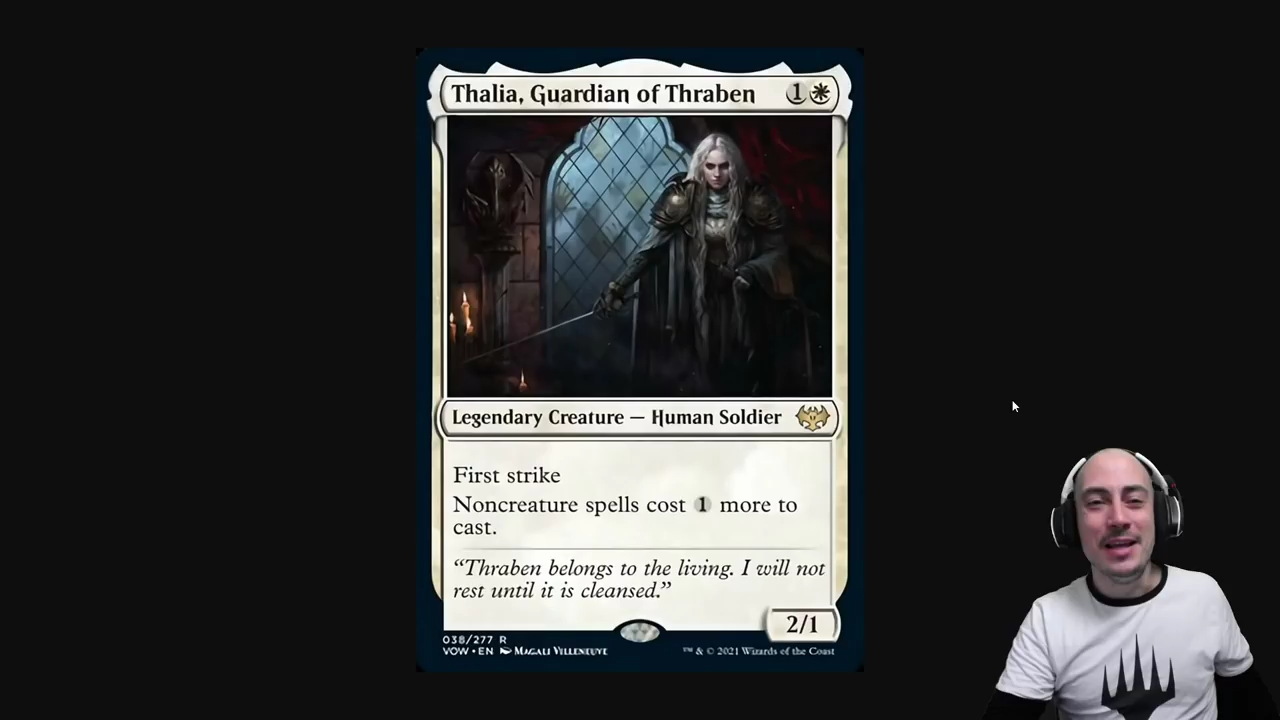 Thalia, Guardian of Thraben 1
Legendary Creature — Human Soldier
First strike
Noncreature spells cost 1 more to
cast.
“Thraben belongs to the living. I will not
rest until it is cleansed.”
2/1
038/277 R
VOW • EN MAGALI VILLENEUVE ™ & © 2021 Wizards of the Coast